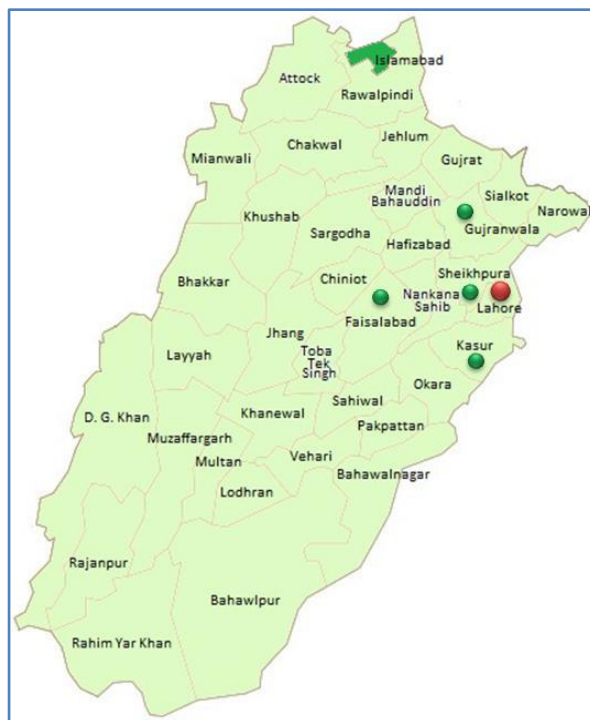 Islamabad
Attock
Rawalpindi
Jehlum
Chakwal
Mianwali
Gujrat
Mandi
Bahauddin
Sialkot
Narowal
Khushab
Sargodha
Gujranwala
Hafizabad
Bhakkar
Chiniot
Sheikhpura
Nankana
Sahib
Lahore
Faisalabad
Jhang
Kasur
Layyah
Toba
Tek
Singh
Okara
Sahiwal
D. G. Khan
Khanewal
Pakpattan
Muzaffargarh
Vehari
Multan
Bahawalnagar
Lodhran
Rajanpur
Bahawlpur
Rahim Yar Khan